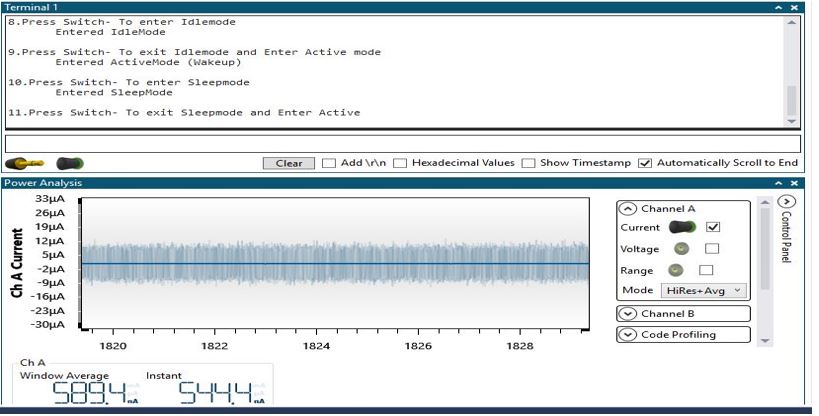 Terminal 1
8.Press Switch- To enter Idlemode
Entered IdleMode
9.Press Switch- To exit Idlemode and Enter Active mode
Entered ActiveMode (Wakeup)
10.Press Switch- To enter Sleepmode
Entered SleepMode
11.Press Switch- To exit Sleepmode and Enter Active
Clear Add \r\n Hexadecimal Values Show Timestamp Automatically Scroll to End
Power Analysis
Ch A Current
33µA
26µA
19µA
12µA
5µA
-2µA
-9µA
-16µA
-23µA
-30µA
1820 1822 1824 1826 1828
Channel A
Current
Voltage
Range
Mode HiRes+Avg
Channel B
Code Profiling
Control Panel
Ch A
Window Average Instant
589.4 nA 544.4 nA